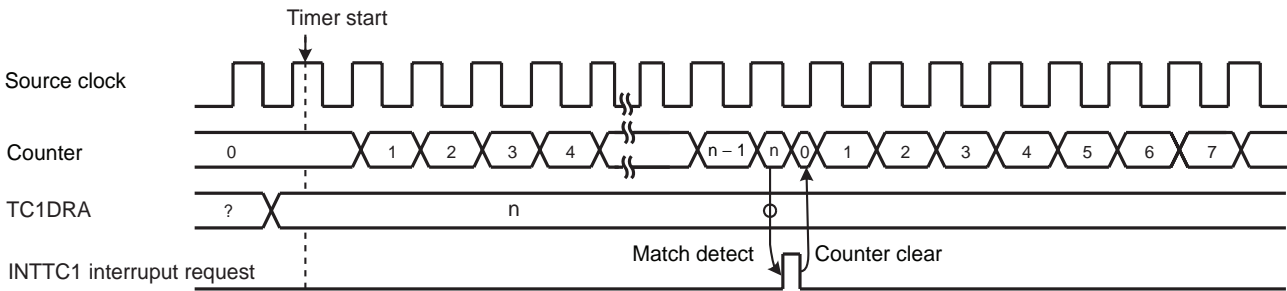 Timer start
Source clock
Counter
0 1 2 3 4 n – 1 n 0 1 2 3 4 5 6 7
TC1DRA
? n
Match detect Counter clear
INTTC1 interruput request